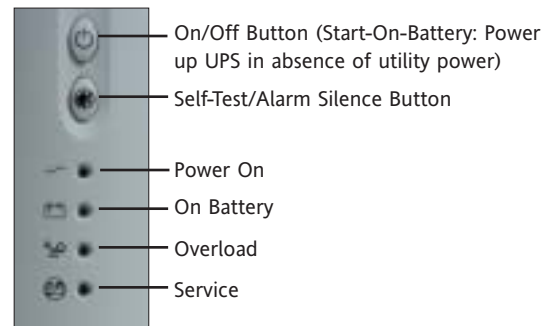 On/Off Button (Start-On-Battery: Power
up UPS in absence of utility power)
Self-Test/Alarm Silence Button
Power On
On Battery
Overload
Service